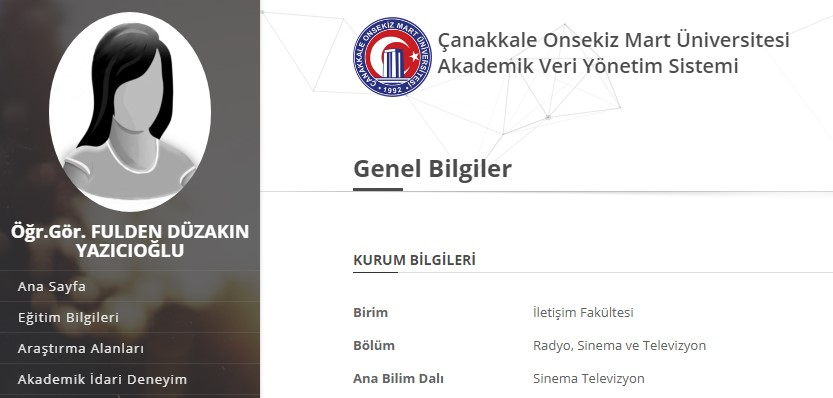 Öğr.Gör. FULDEN DÜZAKIN
YAZICIOĞLU
Ana Sayfa
Eğitim Bilgileri
Araştırma Alanları
Akademik İdari Deneyim
ÇANAKKALE ONSEKİZ MART ÜNİVERSİTESİ
• 1992 •
Çanakkale Onsekiz Mart Üniversitesi
Akademik Veri Yönetim Sistemi
Genel Bilgiler
KURUM BİLGİLERİ
Birim İletişim Fakültesi
Bölüm Radyo, Sinema ve Televizyon
Ana Bilim Dalı Sinema Televizyon